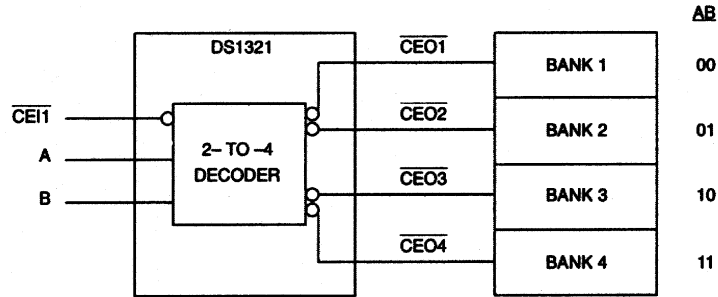 AB
DS1321
CEO1
BANK 1
00
CEI1
CEO2
BANK 2
01
A
2– TO –4
DECODER
B
CEO3
BANK 3
10
CEO4
BANK 4
11